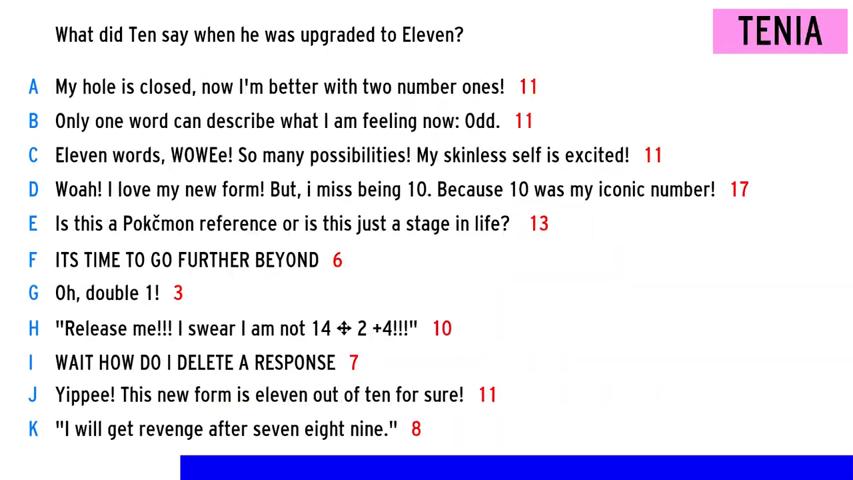 What did Ten say when he was upgraded to Eleven?
TENIA
A My hole is closed, now I'm better with two number ones! 11
B Only one word can describe what I am feeling now: Odd. 11
C Eleven words, WOWEe! So many possibilities! My skinless self is excited! 11
D Woah! I love my new form! But, i miss being 10. Because 10 was my iconic number! 17
E Is this a Pokčmon reference or is this just a stage in life? 13
F ITS TIME TO GO FURTHER BEYOND 6
G Oh, double 1! 3
H "Release me!!! I swear I am not 14 ✣ 2 +4!!!" 10
I WAIT HOW DO I DELETE A RESPONSE 7
J Yippee! This new form is eleven out of ten for sure! 11
K "I will get revenge after seven eight nine." 8